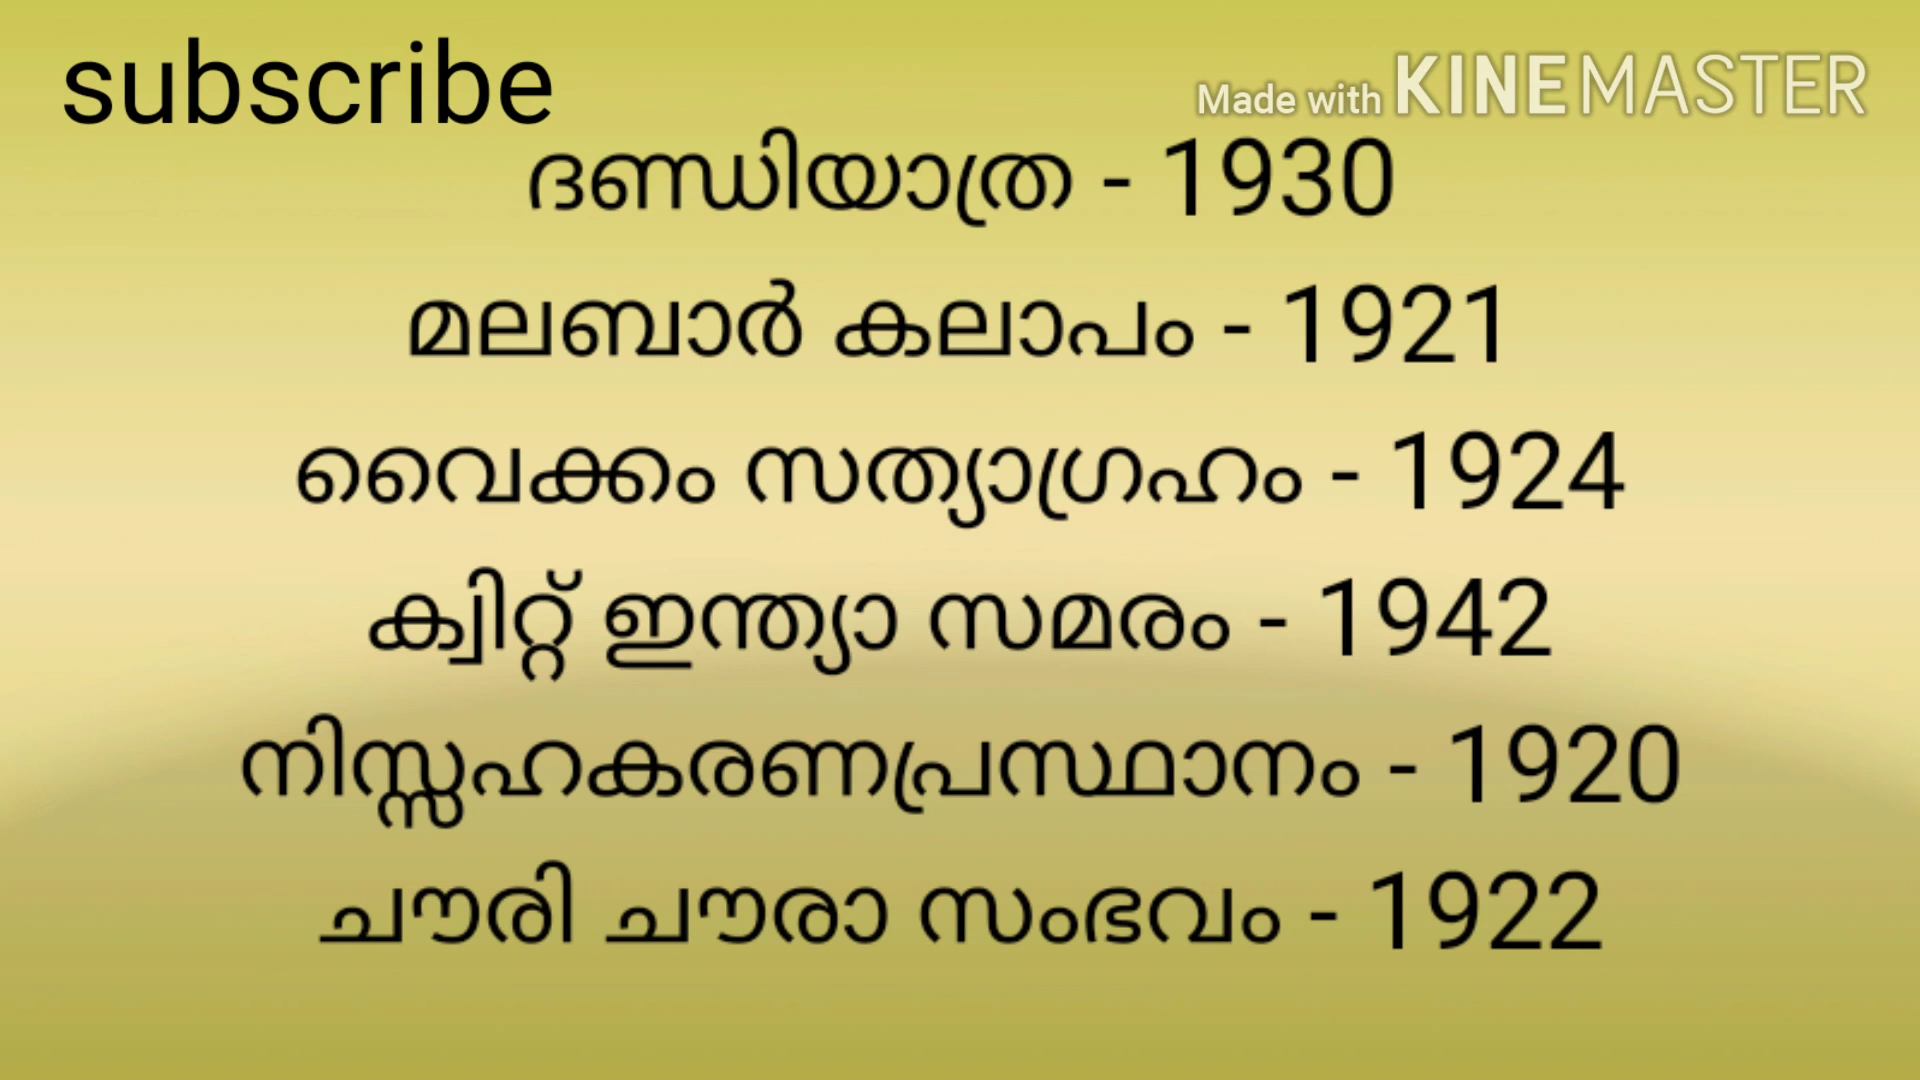 subscribe
Made with KINEMASTER
ദണ്ഡിയാത്ര - 1930
മലബാർ കലാപം - 1921
വൈക്കം സത്യാഗ്രഹം - 1924
ക്വിറ്റ് ഇന്ത്യാ സമരം - 1942
നിസ്സഹകരണപ്രസ്ഥാനം - 1920
ചൗരി ചൗരാ സംഭവം - 1922